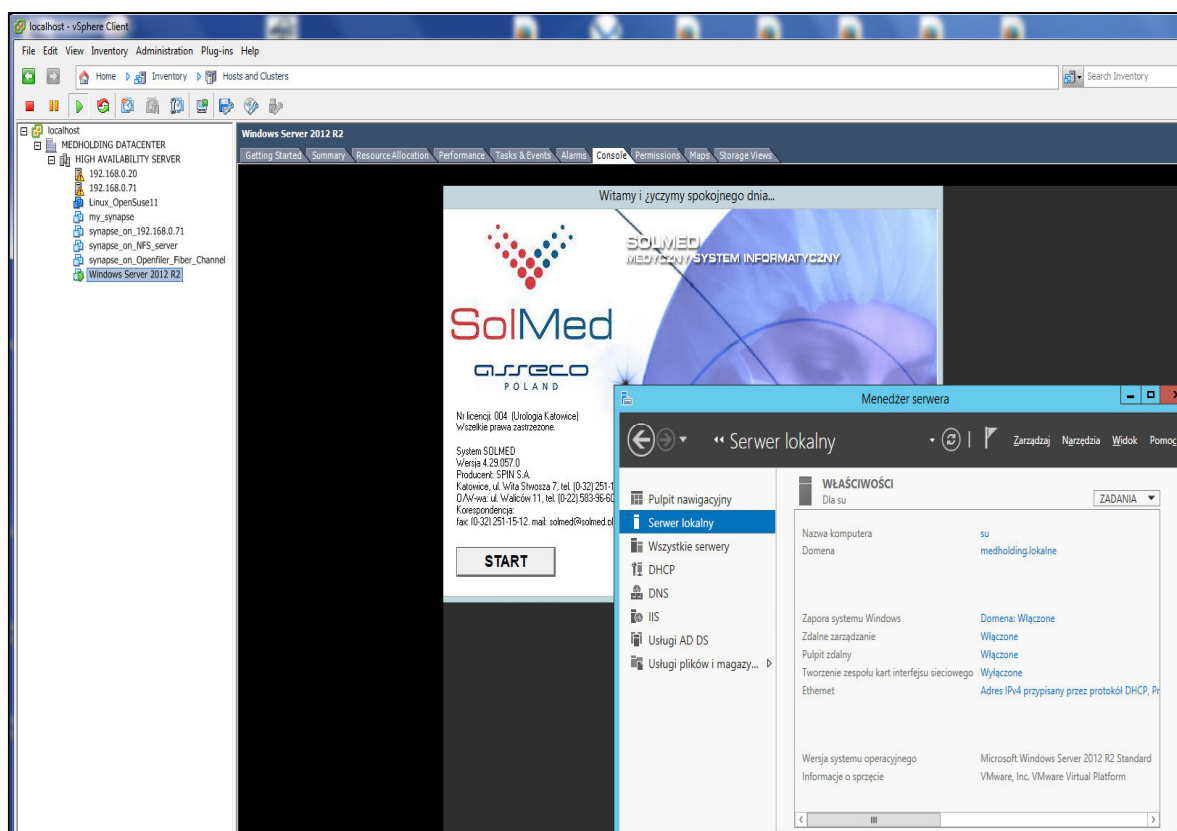 localhost - vSphere Client
File Edit View Inventory Administration Plug-ins Help
Home Inventory Hosts and Clusters
Search Inventory
localhost
MEDHOLDING DATACENTER
HIGH AVAILABILITY SERVER
192.168.0.20
192.168.0.71
Linux_OpenSuse11
my_synapse
synapse_on_192.168.0.71
synapse_on_NFS_server
synapse_on_Openfiler_Fiber_Channel
Windows Server 2012 R2
Windows Server 2012 R2
Getting Started Summary Resource Allocation Performance Tasks & Events Alarms Console Permissions Maps Storage Views
Witamy i ¿yczymy spokojnego dnia...
SOLMED
MEDYCZNY SYSTEM INFORMATYCZNY
SolMed
asseco
POLAND
Nr licencji: 004 (Urologia Katowice)
Wszelkie prawa zastrzezone.
System SOLMED
Wersja 4.29.057.0
Producent: SPIN S.A.
Katowice, ul. Wita Stwosza 7, tel. (0-32) 251-1
O/W-wa: ul. Waliców 11, tel. (0-22) 583-96-60
Korespondencja:
fax: (0-32) 251-15-12. mail: solmed@solmed.pl
START
Menedżer serwera
Serwer lokalny
Zarządzaj Narzędzia Widok Pomoc
Pulpit nawigacyjny
Serwer lokalny
Wszystkie serwery
DHCP
DNS
IIS
Usługi AD DS
Usługi plików i magazy...
WŁAŚCIWOŚCI
Dla su
ZADANIA
Nazwa komputera su
Domena medholding.lokalne
Zapora systemu Windows Domena: Włączone
Zdalne zarządzanie Włączone
Pulpit zdalny Włączone
Tworzenie zespołu kart interfejsu sieciowego Wyłączone
Ethernet Adres IPv4 przypisany przez protokół DHCP, Pr
Wersja systemu operacyjnego Microsoft Windows Server 2012 R2 Standard
Informacje o sprzęcie VMware, Inc. VMware Virtual Platform